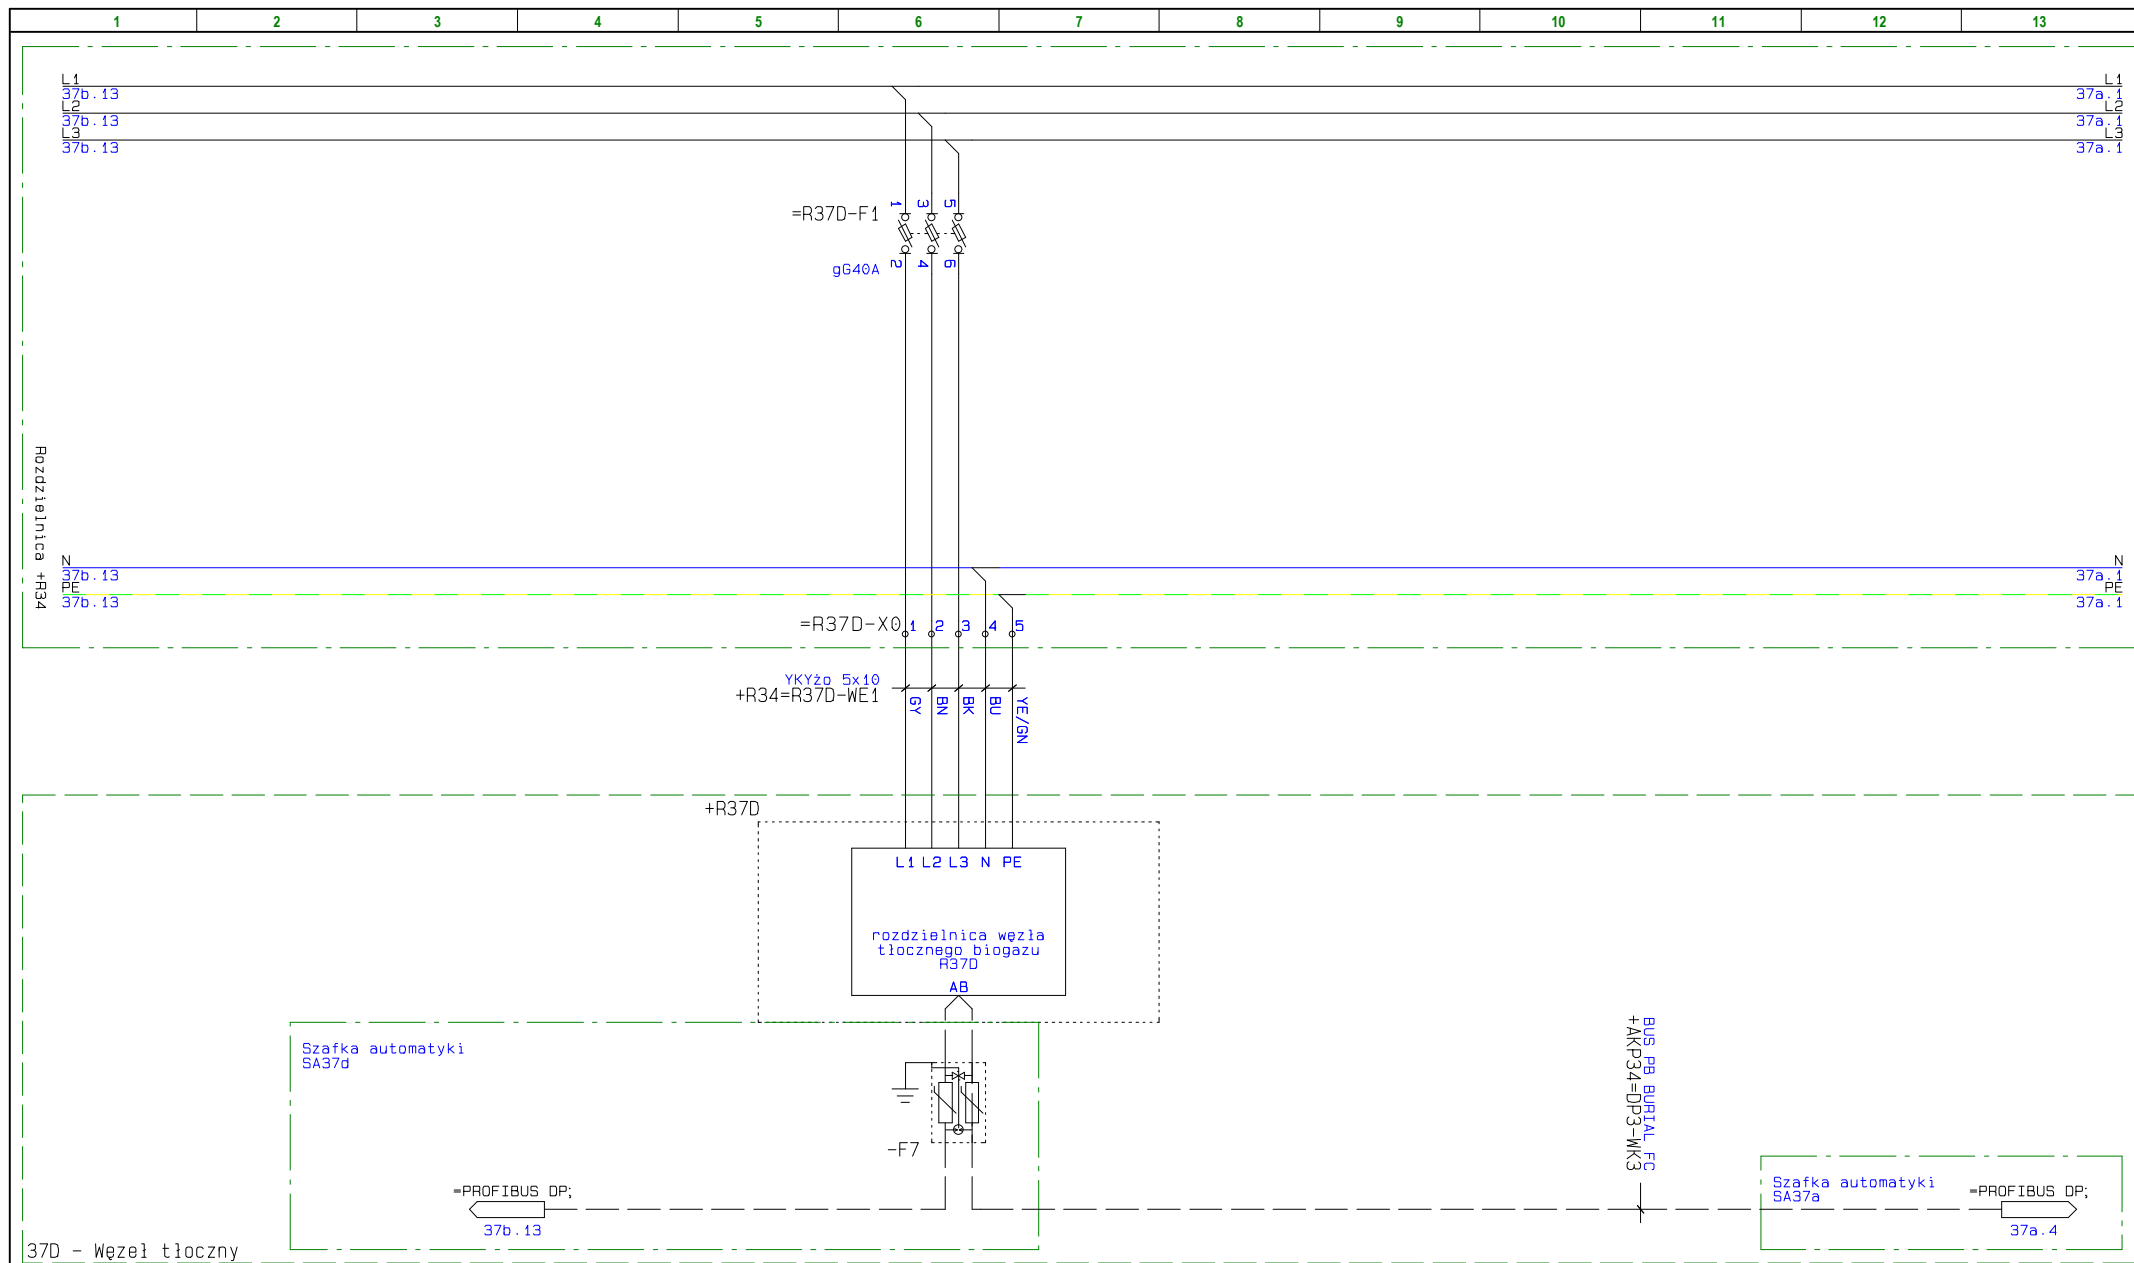 1 2 3 4 5 6 7 8 9 10 11 12 13
L1 L1
37b.13 37a.1
L2 L2
37b.13 37a.1
L3 L3
37b.13 37a.1
1 3 5
=R37D-F1
gG40A 2 4 6
Rozdzielnica +R34
N N
37b.13 37a.1
PE PE
37b.13 37a.1
=R37D-X0 1 2 3 4 5
YKYżo 5x10
+R34=R37D-WE1
GY BN BK BU YE/GN
+R37D
L1 L2 L3 N PE
rozdzielnica węzła
tłocznego biogazu
R37D
AB
Szafka automatyki
SA37d
-F7
BUS PB BURIAL FC
+AKP34=DP3-WK3
=PROFIBUS DP;
37b.13
Szafka automatyki
SA37a
=PROFIBUS DP;
37a.4
37D - Węzeł tłoczny